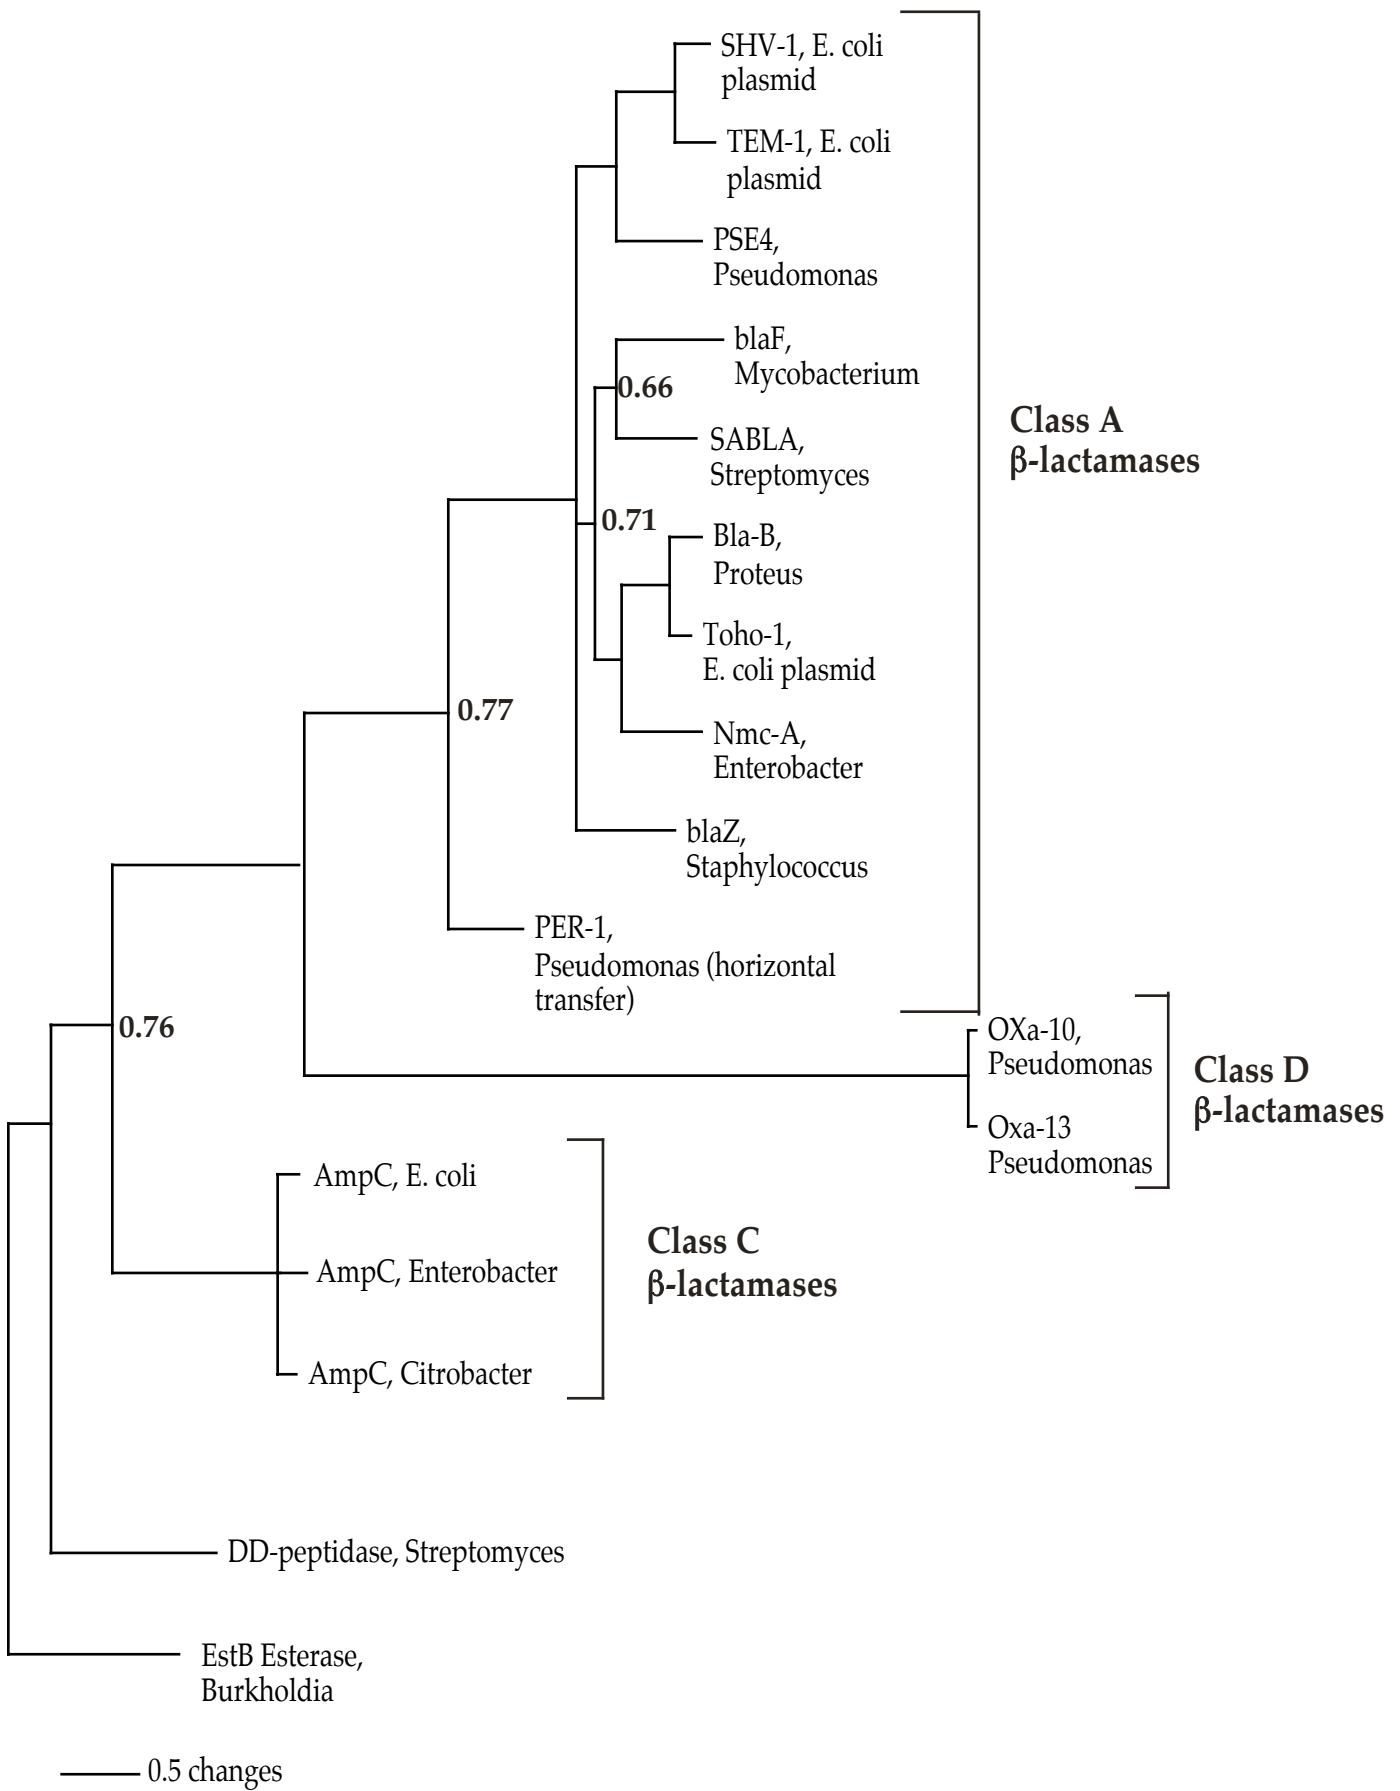 SHV-1, E. coli
plasmid
TEM-1, E. coli
plasmid
PSE4,
Pseudomonas
blaF,
Mycobacterium
0.66
SABLA,
Streptomyces
Class A
β-lactamases
0.71
Bla-B,
Proteus
Toho-1,
E. coli plasmid
0.77
Nmc-A,
Enterobacter
blaZ,
Staphylococcus
PER-1,
Pseudomonas (horizontal
transfer)
0.76
OXa-10,
Pseudomonas
Class D
β-lactamases
Oxa-13
Pseudomonas
AmpC, E. coli
Class C
β-lactamases
AmpC, Enterobacter
AmpC, Citrobacter
DD-peptidase, Streptomyces
EstB Esterase,
Burkholdia
0.5 changes